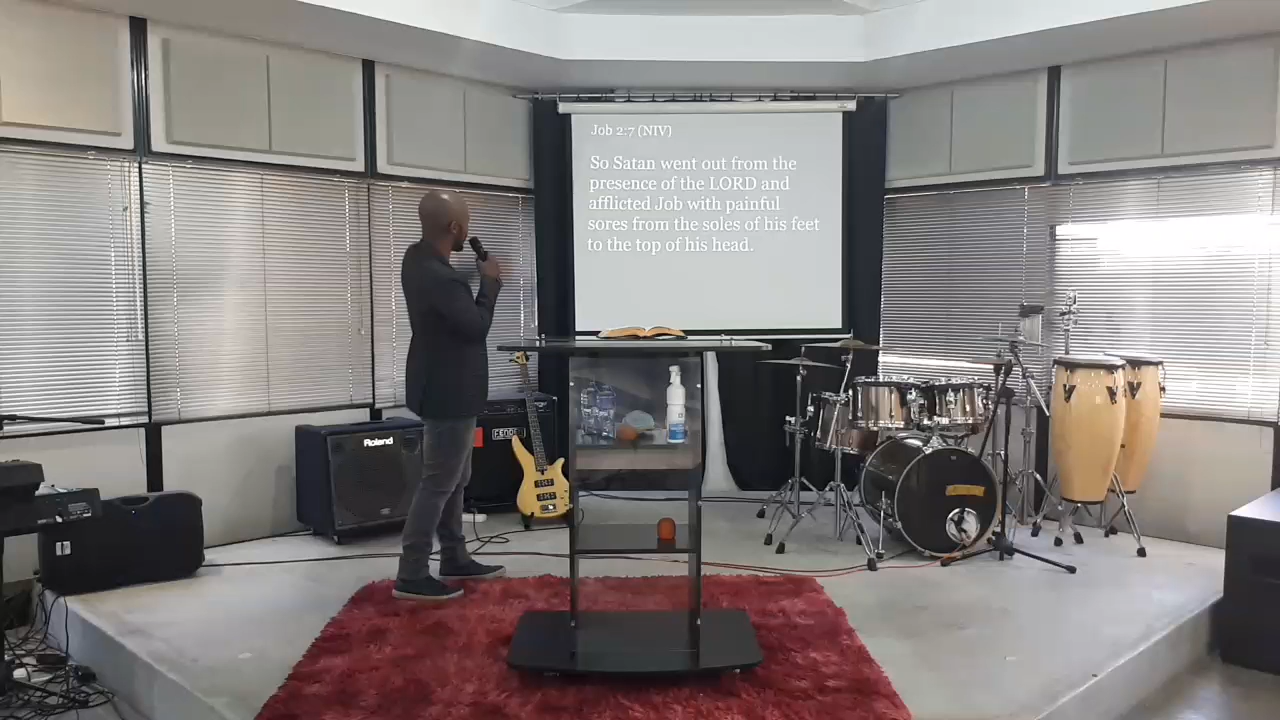 Job 2:7 (NIV)
So Satan went out from the
presence of the LORD and
afflicted Job with painful
sores from the soles of his feet
to the top of his head.
Roland
FENDER